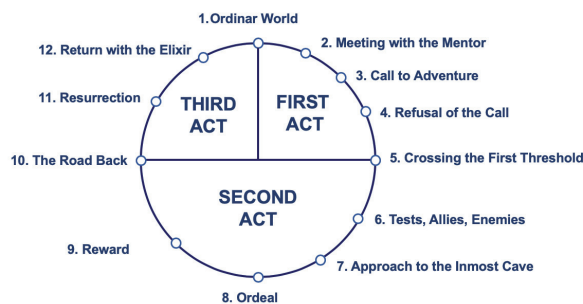 1.Ordinar World
2. Meeting with the Mentor
3. Call to Adventure
4. Refusal of the Call
5. Crossing the First Threshold
6. Tests, Allies, Enemies
7. Approach to the Inmost Cave
8. Ordeal
9. Reward
10. The Road Back
11. Resurrection
12. Return with the Elixir
THIRD
ACT
FIRST
ACT
SECOND
ACT